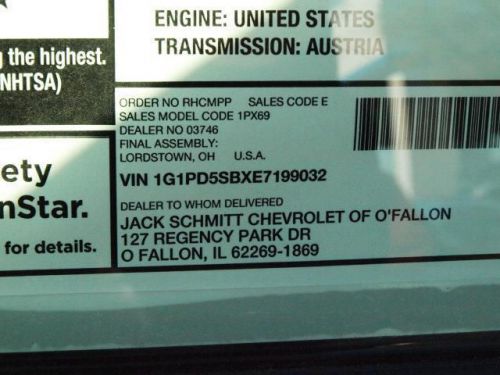 ENGINE: UNITED STATES
TRANSMISSION: AUSTRIA
g the highest.
NHTSA)
ORDER NO RHCMPP SALES CODE E
SALES MODEL CODE 1PX69
DEALER NO 03746
FINAL ASSEMBLY:
LORDSTOWN, OH U.S.A.
VIN 1G1PD5SBXE7199032
DEALER TO WHOM DELIVERED
JACK SCHMITT CHEVROLET OF O'FALLON
127 REGENCY PARK DR
O FALLON, IL 62269-1869
ety
nStar.
for details.